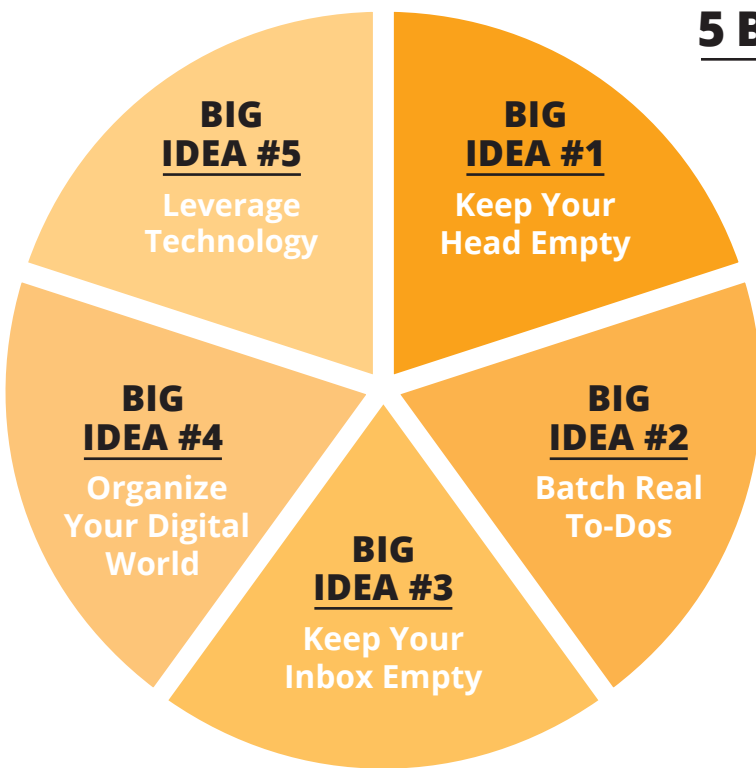 5 B
BIG
IDEA #5
Leverage
Technology
BIG
IDEA #1
Keep Your
Head Empty
BIG
IDEA #4
Organize
Your Digital
World
BIG
IDEA #2
Batch Real
To-Dos
BIG
IDEA #3
Keep Your
Inbox Empty